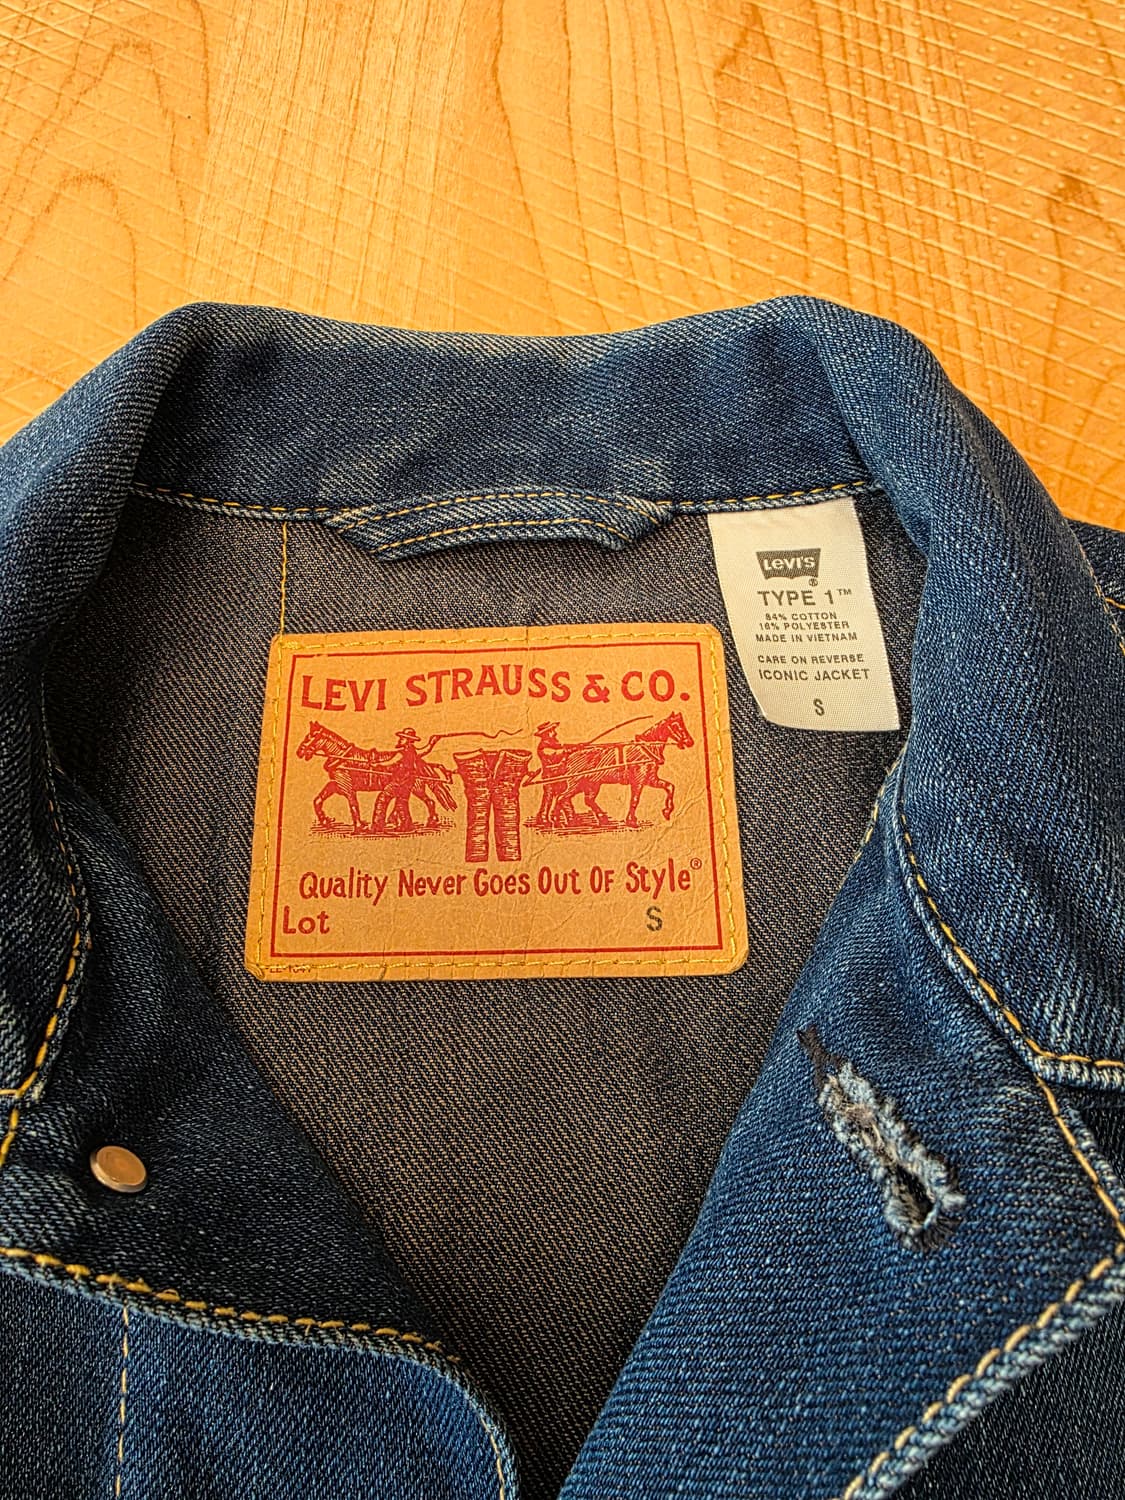 LEVI STRAUSS & CO.
Quality Never Goes Out Of Style®
Lot S
Levi's®
TYPE 1™
84% COTTON
16% POLYESTER
MADE IN VIETNAM
CARE ON REVERSE
ICONIC JACKET
S